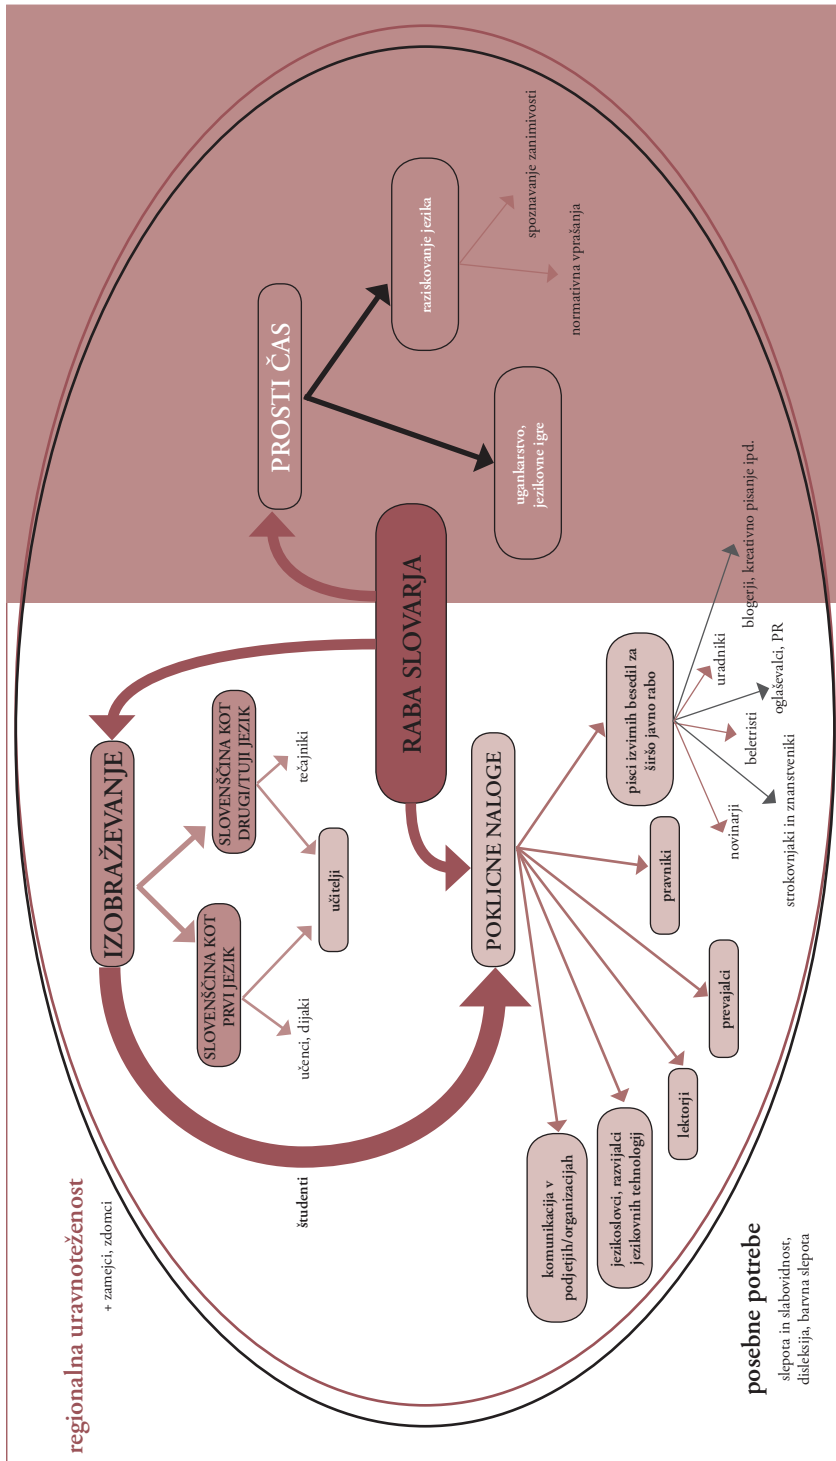 regionalna uravnoteženost
+ zamejci, zdomci
študenti
IZOBRAŽEVANJE
SLOVENŠČINA KOT
PRVI JEZIK
učenci, dijaki
SLOVENŠČINA KOT
DRUGI/TUJI JEZIK
tečajniki
učitelji
RABA SLOVARJA
PROSTI ČAS
raziskovanje jezika
spoznavanje zanimivosti
normativna vprašanja
ugankarstvo,
jezikovne igre
POKLICNE NALOGE
komunikacija v
podjetjih/organizacijah
jezikoslovci, razvijalci
jezikovnih tehnologij
lektorji
prevajalci
pravniki
pisci izvirnih besedil za
širšo javno rabo
novinarji
strokovnjaki in znanstveniki
beletristi
oglaševalci, PR
uradniki
blogerji, kreativno pisanje ipd.
posebne potrebe
slepota in slabovidnost,
disleksija, barvna slepota